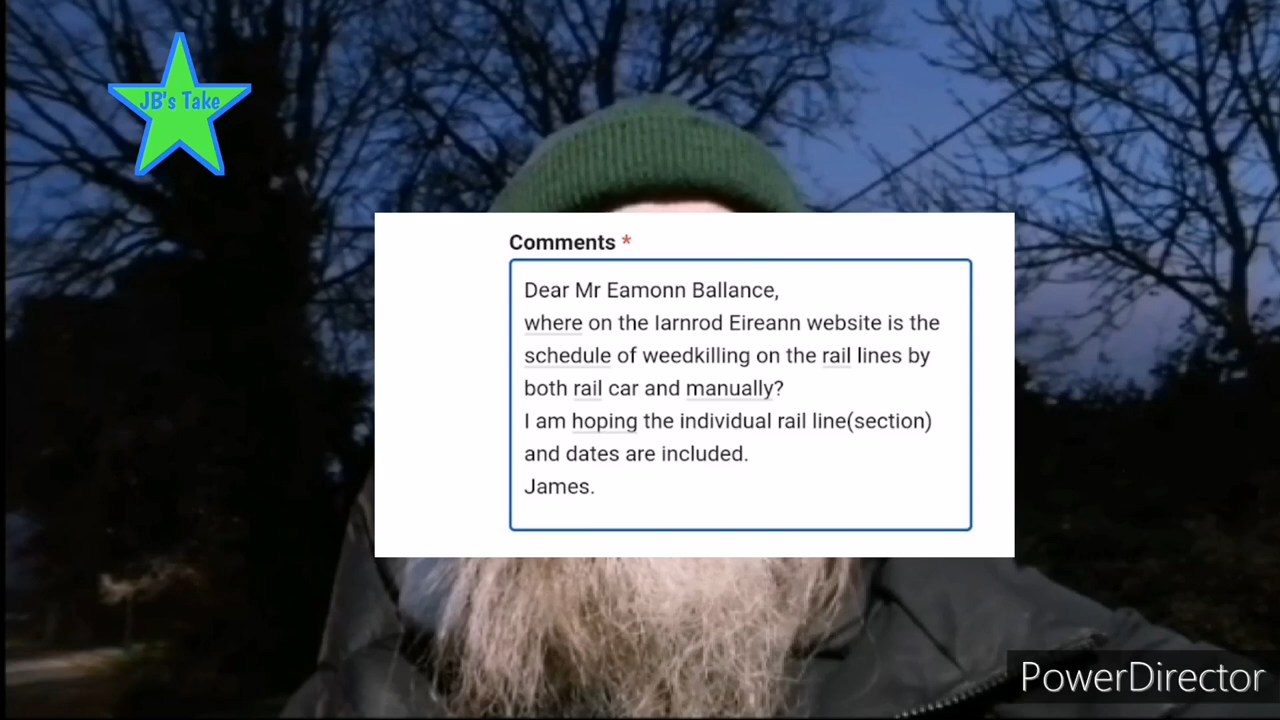 JB's Take
Comments *
Dear Mr Eamonn Ballance,
where on the Iarnrod Eireann website is the
schedule of weedkilling on the rail lines by
both rail car and manually?
I am hoping the individual rail line(section)
and dates are included.
James.
PowerDirector